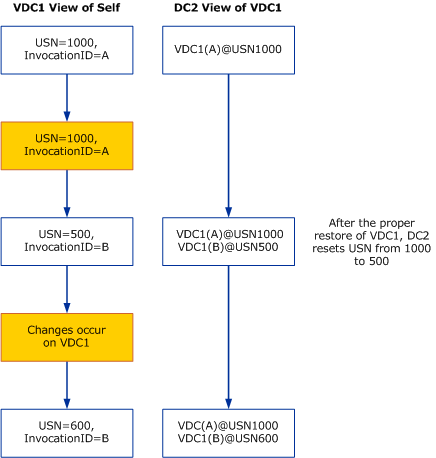 VDC1 View of Self
DC2 View of VDC1
USN=1000,
InvocationID=A
VDC1(A)@USN1000
USN=1000,
InvocationID=A
USN=500,
InvocationID=B
VDC1(A)@USN1000
VDC1(B)@USN500
After the proper
restore of VDC1, DC2
resets USN from 1000
to 500
Changes occur
on VDC1
USN=600,
InvocationID=B
VDC(A)@USN1000
VDC1(B)@USN600